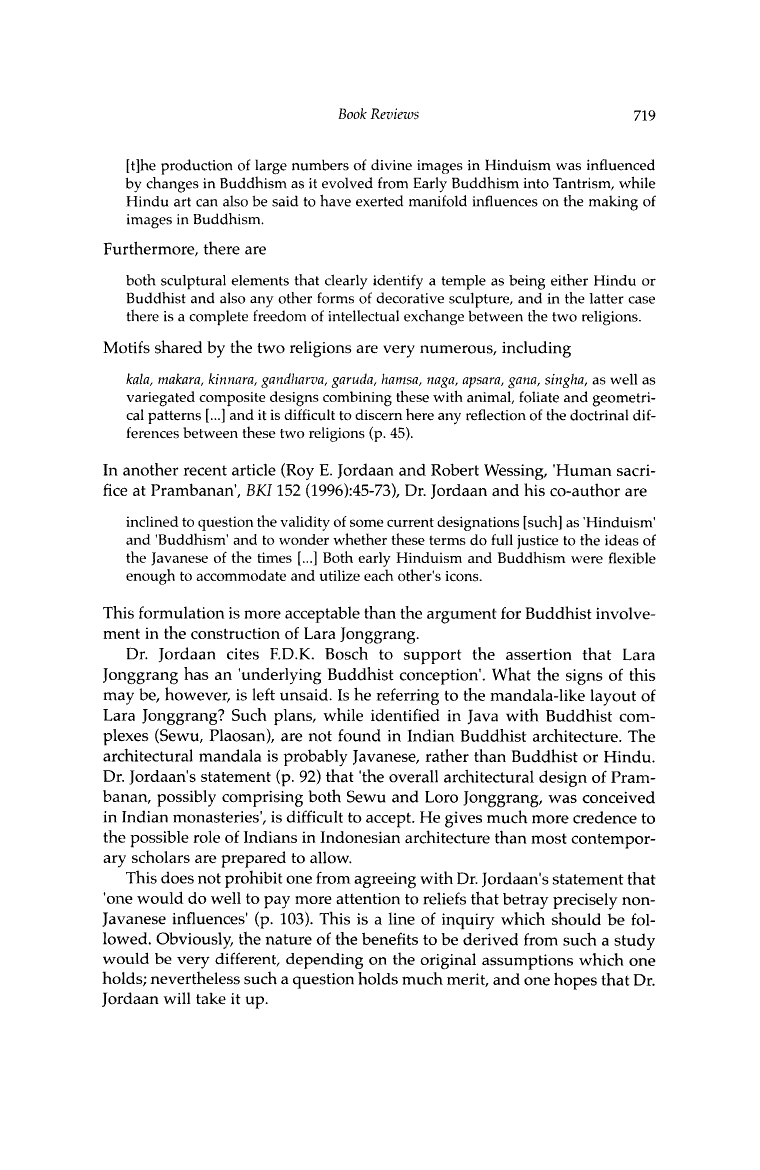 Book Reviews 719
[t]he production of large numbers of divine images in Hinduism was influenced
by changes in Buddhism as it evolved from Early Buddhism into Tantrism, while
Hindu art can also be said to have exerted manifold influences on the making of
images in Buddhism.
Furthermore, there are
both sculptural elements that clearly identify a temple as being either Hindu or
Buddhist and also any other forms of decorative sculpture, and in the latter case
there is a complete freedom of intellectual exchange between the two religions.
Motifs shared by the two religions are very numerous, including
kala, makara, kinnara, gandharva, garuda, hamsa, naga, apsara, gana, singha, as well as
variegated composite designs combining these with animal, foliate and geometri-
cal patterns [...] and it is difficult to discern here any reflection of the doctrinal dif-
ferences between these two religions (p. 45).
In another recent article (Roy E. Jordaan and Robert Wessing, 'Human sacri-
fice at Prambanan', BKI 152 (1996):45-73), Dr. Jordaan and his co-author are
inclined to question the validity of some current designations [such] as 'Hinduism'
and 'Buddhism' and to wonder whether these terms do full justice to the ideas of
the Javanese of the times [...] Both early Hinduism and Buddhism were flexible
enough to accommodate and utilize each other's icons.
This formulation is more acceptable than the argument for Buddhist involve-
ment in the construction of Lara Jonggrang.
Dr. Jordaan cites F.D.K. Bosch to support the assertion that Lara
Jonggrang has an 'underlying Buddhist conception'. What the signs of this
may be, however, is left unsaid. Is he referring to the mandala-like layout of
Lara Jonggrang? Such plans, while identified in Java with Buddhist com-
plexes (Sewu, Plaosan), are not found in Indian Buddhist architecture. The
architectural mandala is probably Javanese, rather than Buddhist or Hindu.
Dr. Jordaan's statement (p. 92) that 'the overall architectural design of Pram-
banan, possibly comprising both Sewu and Loro Jonggrang, was conceived
in Indian monasteries', is difficult to accept. He gives much more credence to
the possible role of Indians in Indonesian architecture than most contempor-
ary scholars are prepared to allow.
This does not prohibit one from agreeing with Dr. Jordaan's statement that
'one would do well to pay more attention to reliefs that betray precisely non-
Javanese influences' (p. 103). This is a line of inquiry which should be fol-
lowed. Obviously, the nature of the benefits to be derived from such a study
would be very different, depending on the original assumptions which one
holds; nevertheless such a question holds much merit, and one hopes that Dr.
Jordaan will take it up.